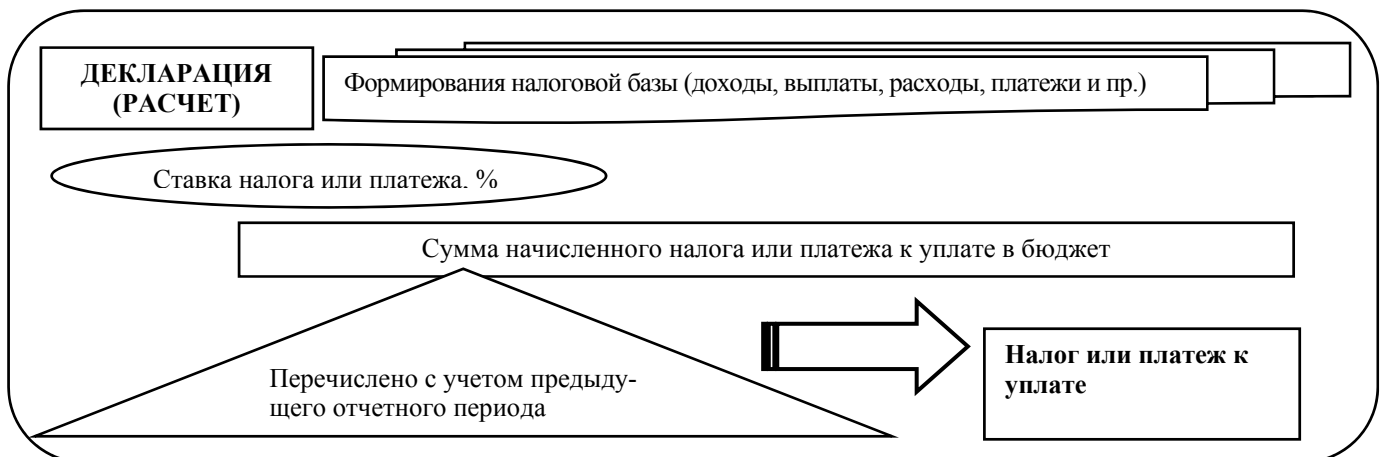 ДЕКЛАРАЦИЯ
(РАСЧЕТ)
Формирования налоговой базы (доходы, выплаты, расходы, платежи и пр.)
Ставка налога или платежа. %
Сумма начисленного налога или платежа к уплате в бюджет
Перечислено с учетом предыду-
щего отчетного периода
Налог или платеж к
уплате